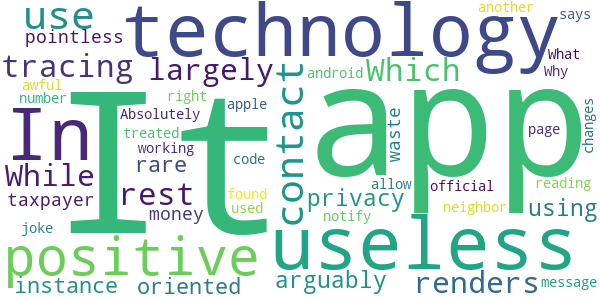 use technology another says
pointless What
tracing largely android Which Why
awful number right apple
In It app
Absolutely treated code
working contact waste changes
While rare official page
taxpayer rest privacy allow reading
money notify found used neighbor using
joke
positive useless
instance oriented arguably renders message